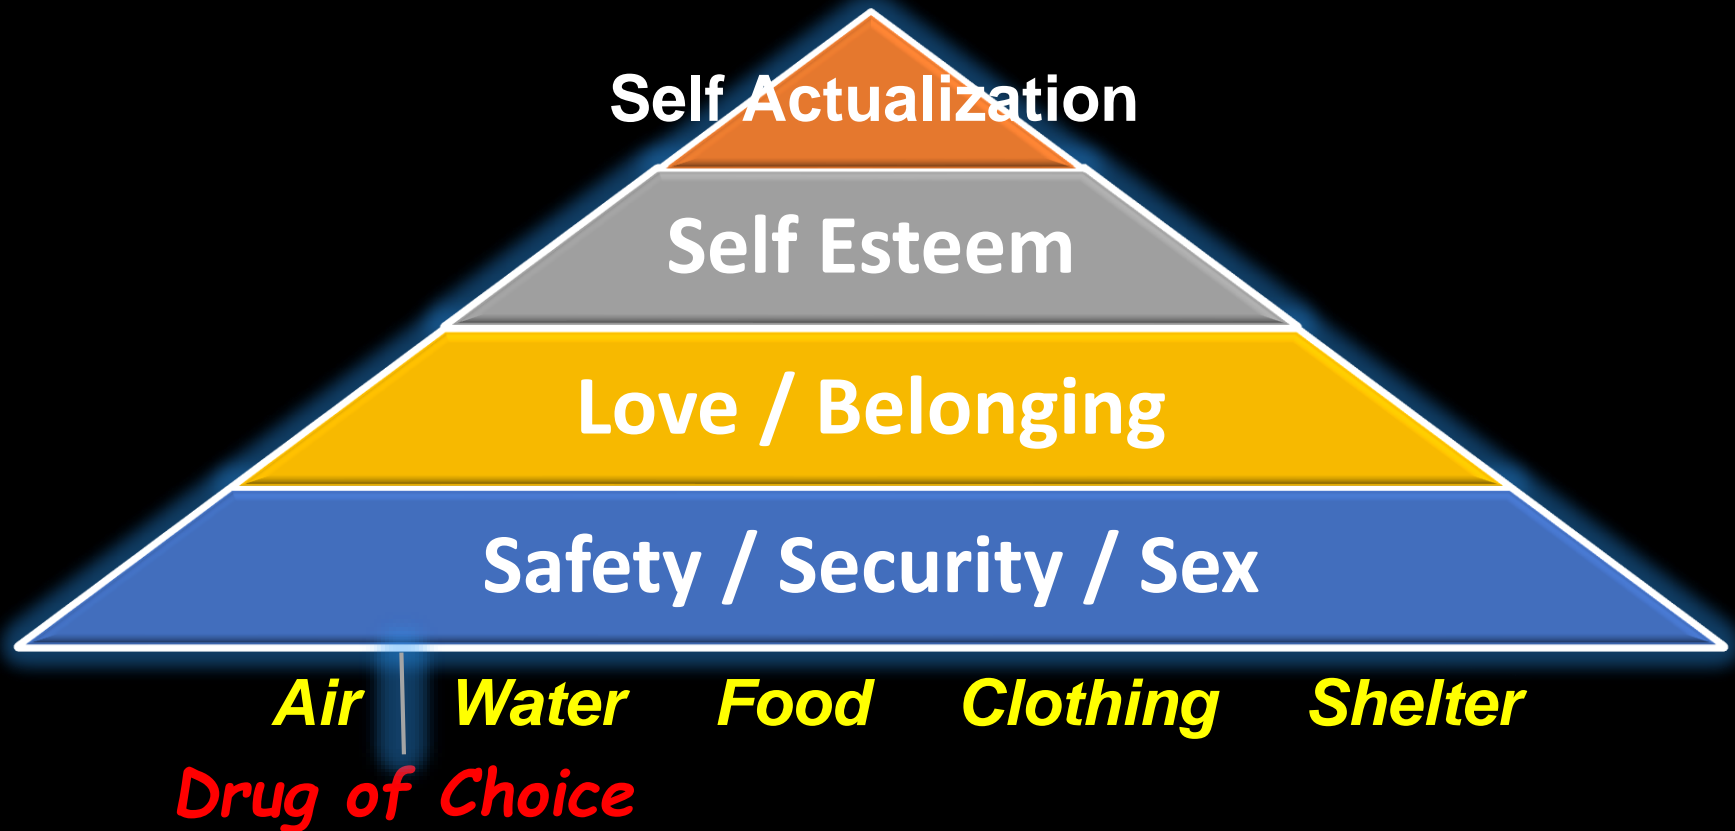 Self Actualization
Self Esteem
Love / Belonging
Safety / Security / Sex
Air Water Food Clothing Shelter
Drug of Choice